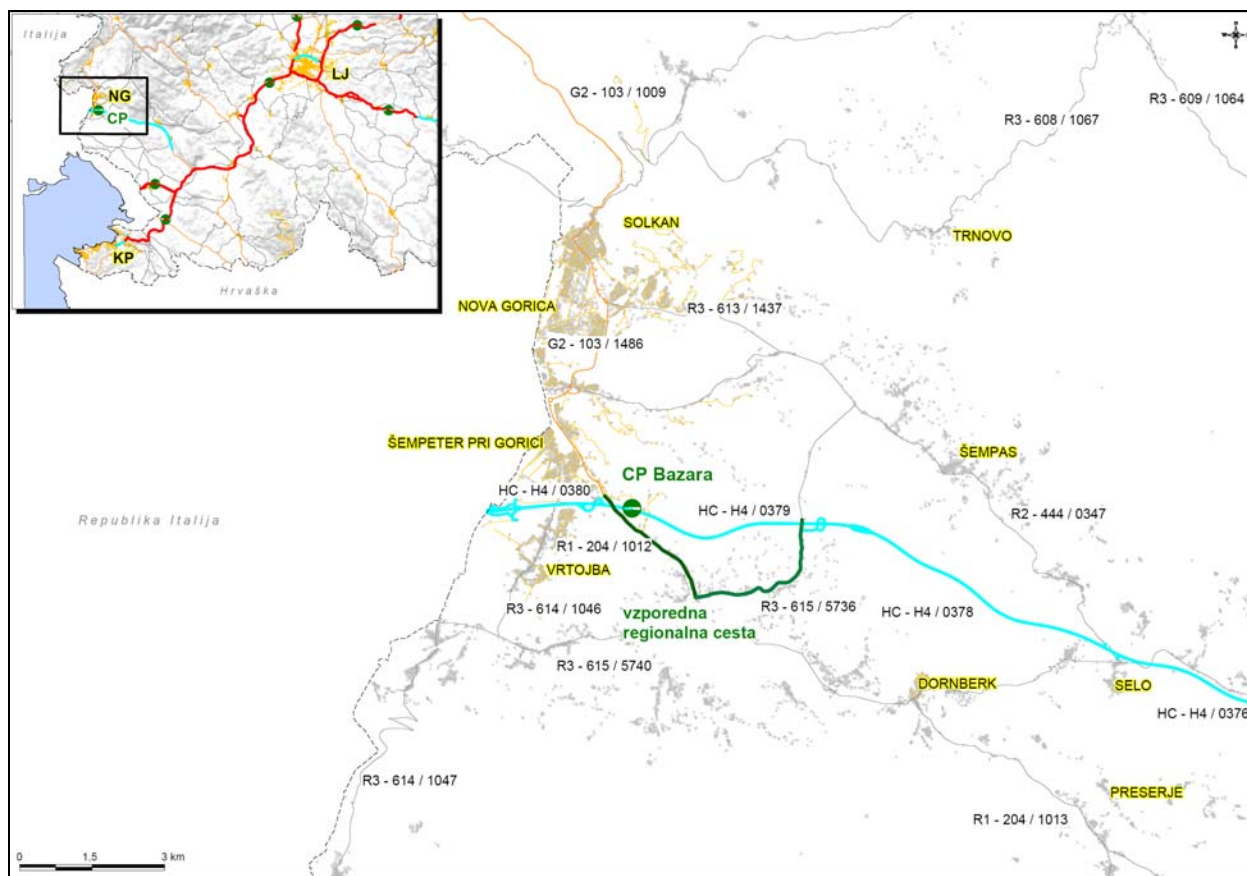 Italija
LJ
NG
CP
KP
Hrvaška
G2 - 103 / 1009
R3 - 609 / 1064
R3 - 608 / 1067
SOLKAN
TRNOVO
NOVA GORICA
R3 - 613 / 1437
G2 - 103 / 1486
ŠEMPETER PRI GORICI
ŠEMPAS
CP Bazara
HC - H4 / 0380
HC - H4 / 0379
Republika Italija
R2 - 444 / 0347
R1 - 204 / 1012
VRTOJBA
R3 - 614 / 1046
vzporedna
regionalna cesta
R3 - 615 / 5736
HC - H4 / 0378
R3 - 615 / 5740
DORNBERK
SELO
HC - H4 / 0376
R3 - 614 / 1047
PRESERJE
R1 - 204 / 1013
0 1,5 3 km